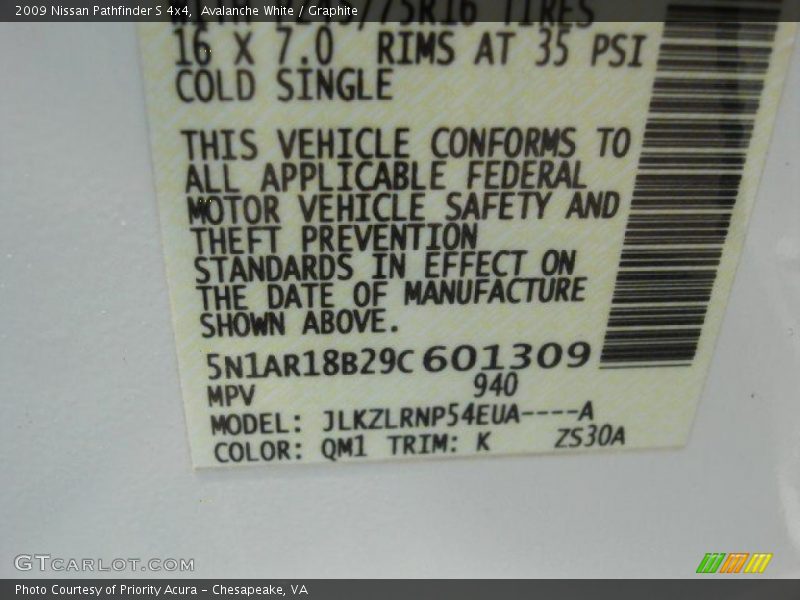 2009 Nissan Pathfinder S 4x4, Avalanche White / Graphite
TIRES
16 X 7.0 RIMS AT 35 PSI
COLD SINGLE
THIS VEHICLE CONFORMS TO
ALL APPLICABLE FEDERAL
MOTOR VEHICLE SAFETY AND
THEFT PREVENTION
STANDARDS IN EFFECT ON
THE DATE OF MANUFACTURE
SHOWN ABOVE.
5N1AR18B29C601309
MPV 940
MODEL: JLKZLRNP54EUA----A
COLOR: QM1 TRIM: K ZS30A
GTCARLOT.COM
Photo Courtesy of Priority Acura - Chesapeake, VA